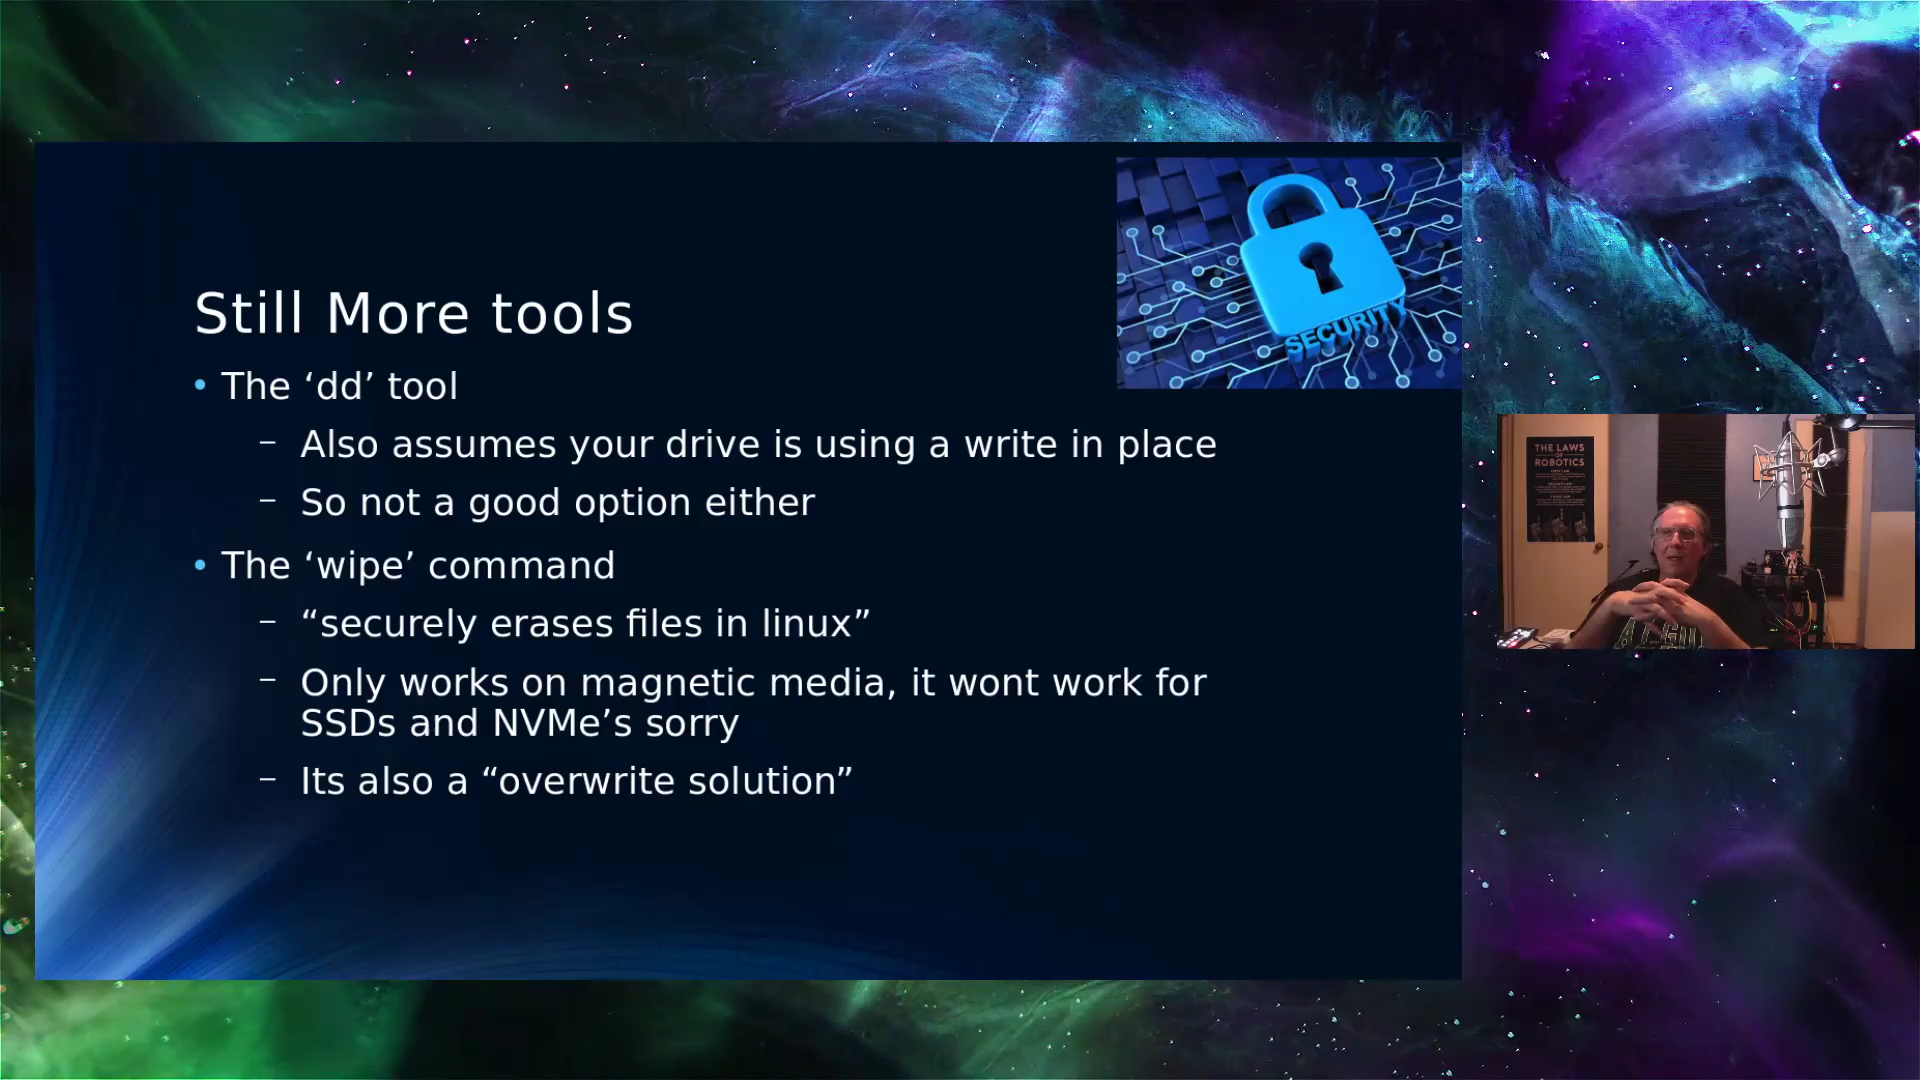 Still More tools
• The ‘dd’ tool
– Also assumes your drive is using a write in place
– So not a good option either
• The ‘wipe’ command
– “securely erases files in linux”
– Only works on magnetic media, it wont work for
SSDs and NVMe’s sorry
– Its also a “overwrite solution”
SECURITY
THE LAWS
OF
ROBOTICS